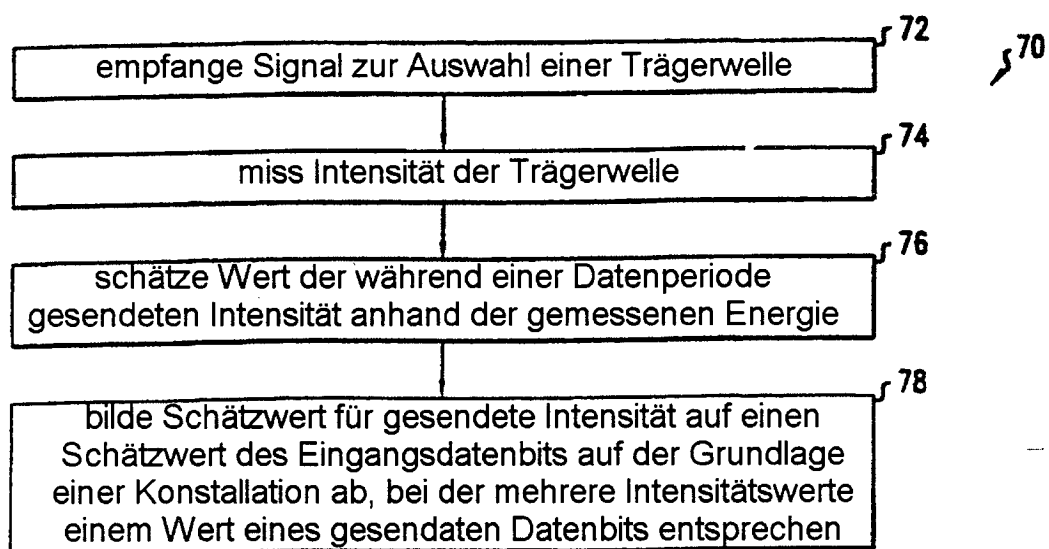 72
70
empfange Signal zur Auswahl einer Trägerwelle
74
miss Intensität der Trägerwelle
76
schätze Wert der während einer Datenperiode
gesendeten Intensität anhand der gemessenen Energie
78
bilde Schätzwert für gesendete Intensität auf einen
Schätzwert des Eingangsdatenbits auf der Grundlage
einer Konstallation ab, bei der mehrere Intensitätswerte
einem Wert eines gesendaten Datenbits entsprechen